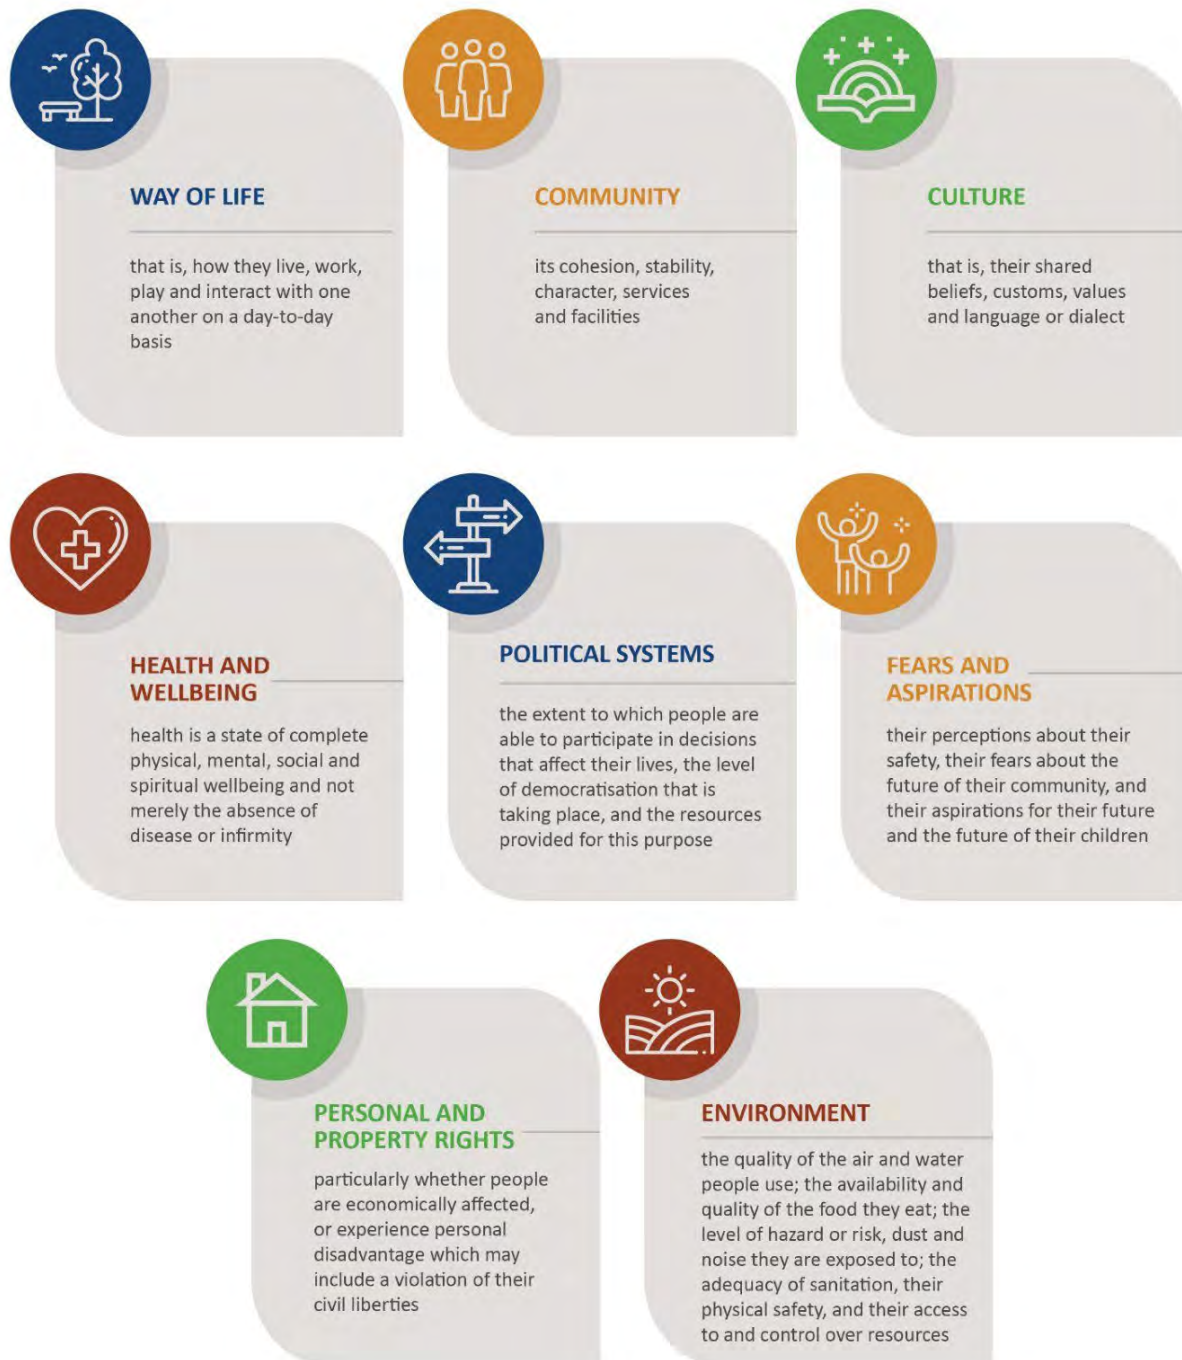 WAY OF LIFE
that is, how they live, work,
play and interact with one
another on a day-to-day
basis
COMMUNITY
its cohesion, stability,
character, services
and facilities
CULTURE
that is, their shared
beliefs, customs, values
and language or dialect
HEALTH AND
WELLBEING
health is a state of complete
physical, mental, social and
spiritual wellbeing and not
merely the absence of
disease or infirmity
POLITICAL SYSTEMS
the extent to which people are
able to participate in decisions
that affect their lives, the level
of democratisation that is
taking place, and the resources
provided for this purpose
FEARS AND
ASPIRATIONS
their perceptions about their
safety, their fears about the
future of their community, and
their aspirations for their future
and the future of their children
PERSONAL AND
PROPERTY RIGHTS
particularly whether people
are economically affected,
or experience personal
disadvantage which may
include a violation of their
civil liberties
ENVIRONMENT
the quality of the air and water
people use; the availability and
quality of the food they eat; the
level of hazard or risk, dust and
noise they are exposed to; the
adequacy of sanitation, their
physical safety, and their access
to and control over resources